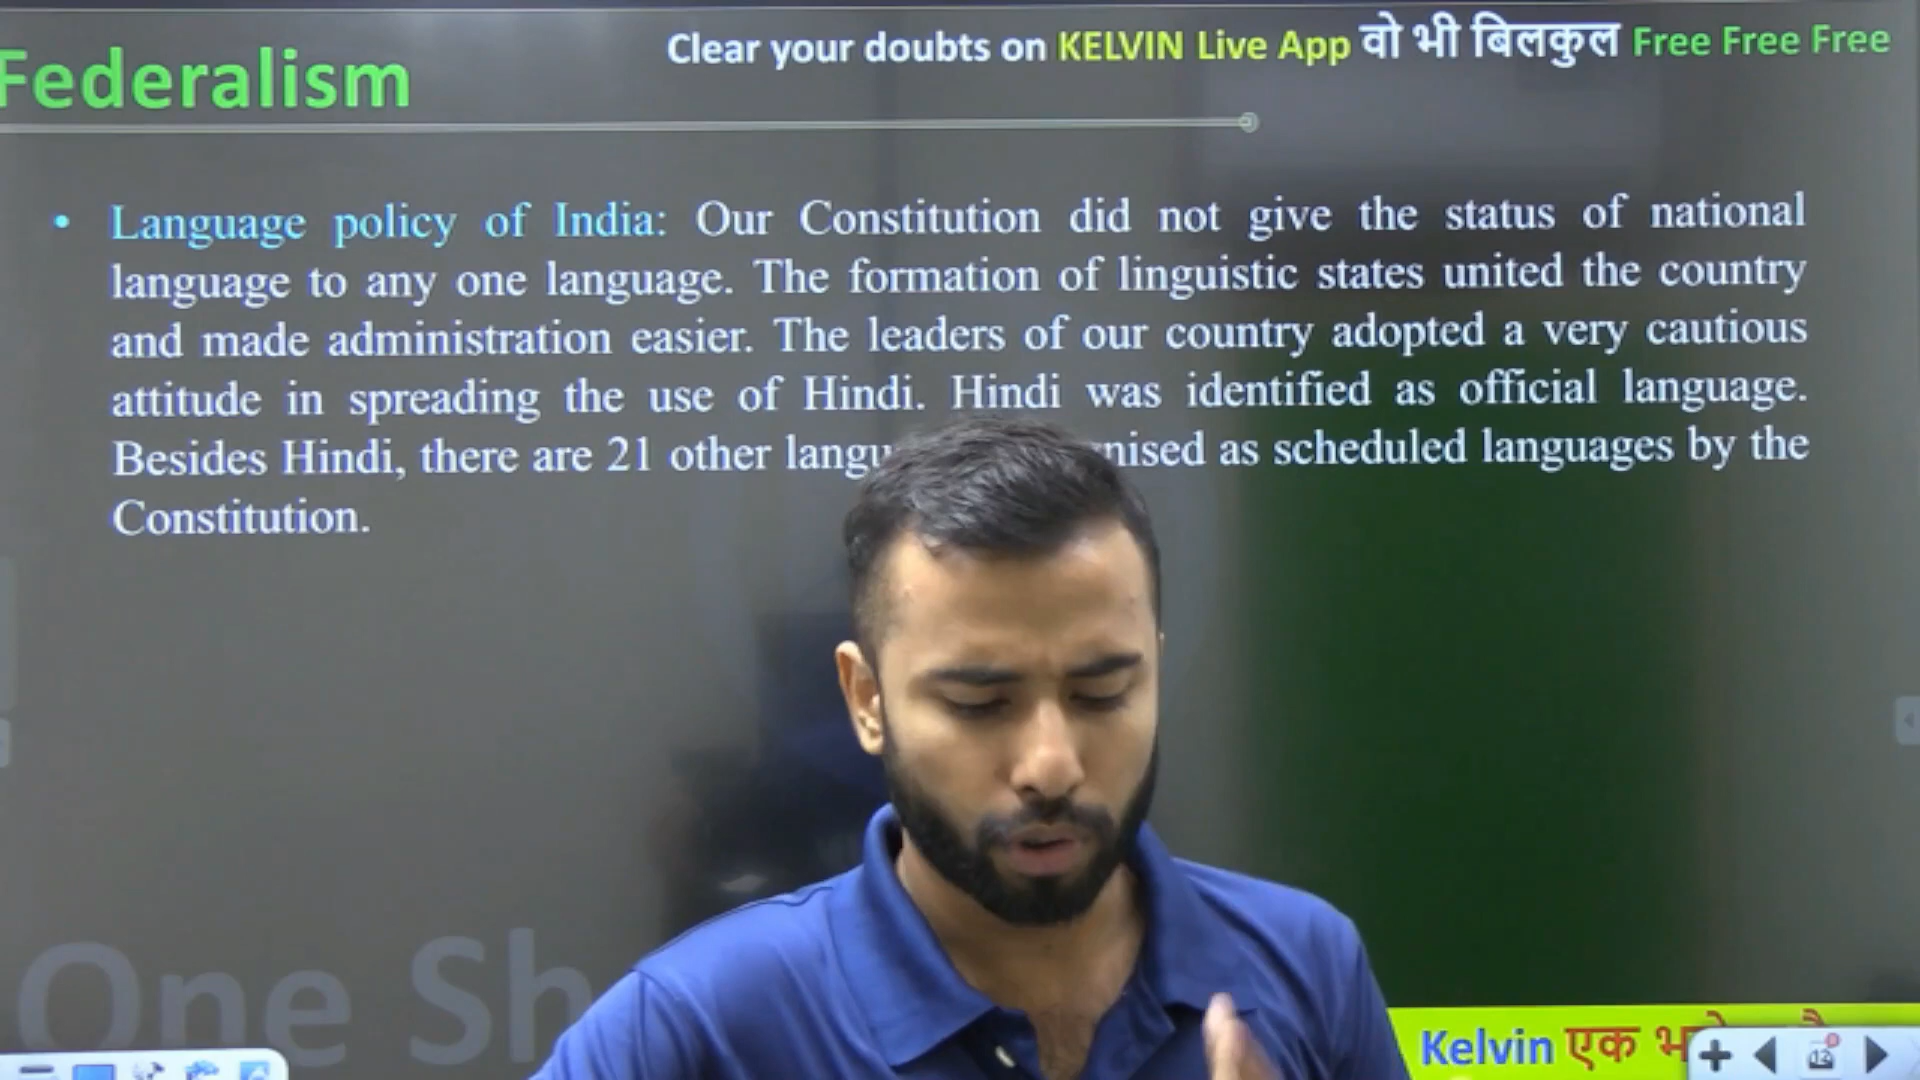 Clear your doubts on KELVIN Live App वो भी बिलकुल Free Free Free
Federalism
• Language policy of India: Our Constitution did not give the status of national
language to any one language. The formation of linguistic states united the country
and made administration easier. The leaders of our country adopted a very cautious
attitude in spreading the use of Hindi. Hindi was identified as official language.
Besides Hindi, there are 21 other langu nised as scheduled languages by the
Constitution.
One Sh
Kelvin एक
12